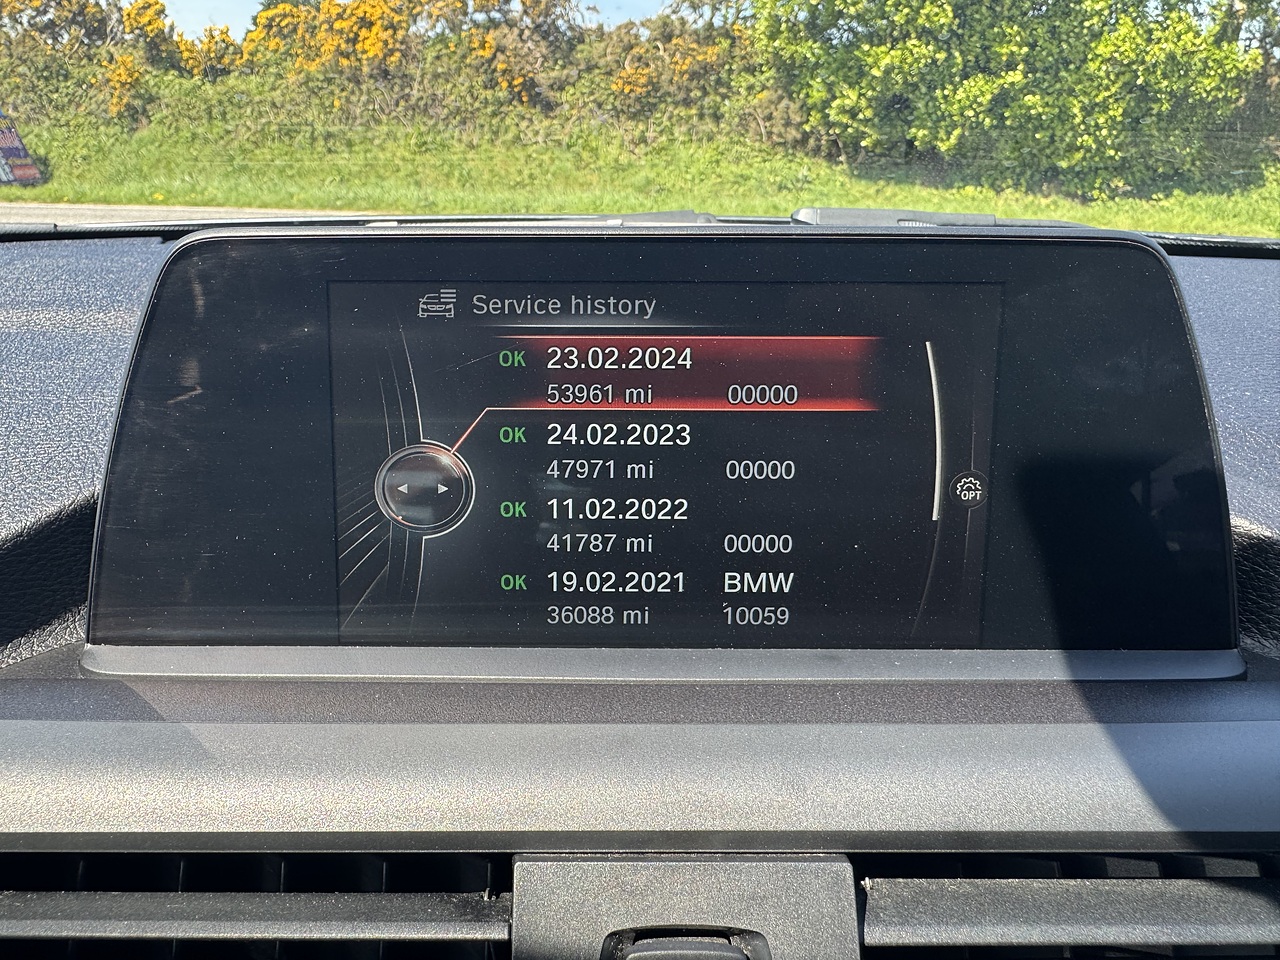 Service history
OK 23.02.2024
53961 mi 00000
OK 24.02.2023
47971 mi 00000
OK 11.02.2022
41787 mi 00000
OK 19.02.2021 BMW
36088 mi 10059
OPT